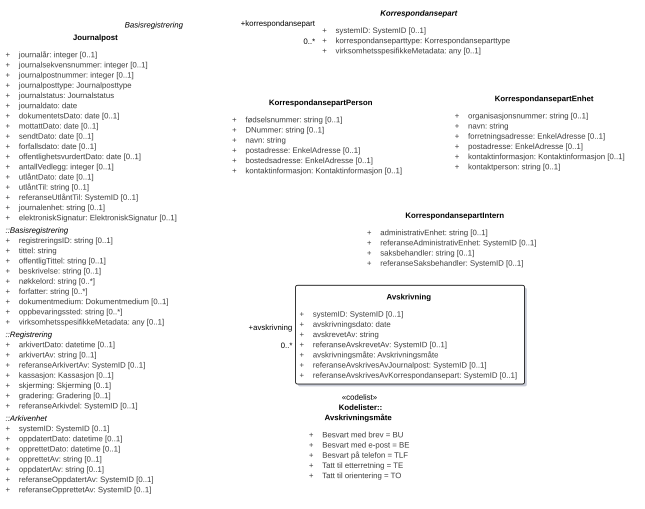 Basisregistrering
Journalpost
+ journalår: integer [0..1]
+ journalsekvensnummer: integer [0..1]
+ journalpostnummer: integer [0..1]
+ journalposttype: Journalposttype
+ journalstatus: Journalstatus
+ journaldato: date
+ dokumentetsDato: date [0..1]
+ mottattDato: date [0..1]
+ sendtDato: date [0..1]
+ forfallsdato: date [0..1]
+ offentlighetsvurdertDato: date [0..1]
+ antallVedlegg: integer [0..1]
+ utlåntDato: date [0..1]
+ utlåntTil: string [0..1]
+ referanseUtlåntTil: SystemID [0..1]
+ journalenhet: string [0..1]
+ elektroniskSignatur: ElektroniskSignatur [0..1]
::Basisregistrering
+ registreringsID: string [0..1]
+ tittel: string
+ offentligTittel: string [0..1]
+ beskrivelse: string [0..1]
+ nøkkelord: string [0..*]
+ forfatter: string [0..*]
+ dokumentmedium: Dokumentmedium [0..1]
+ oppbevaringssted: string [0..*]
+ virksomhetsspesifikkeMetadata: any [0..1]
::Registrering
+ arkivertDato: datetime [0..1]
+ arkivertAv: string [0..1]
+ referanseArkivertAv: SystemID [0..1]
+ kassasjon: Kassasjon [0..1]
+ skjerming: Skjerming [0..1]
+ gradering: Gradering [0..1]
+ referanseArkivdel: SystemID [0..1]
::Arkivenhet
+ systemID: SystemID [0..1]
+ oppdatertDato: datetime [0..1]
+ opprettetDato: datetime [0..1]
+ opprettetAv: string [0..1]
+ oppdatertAv: string [0..1]
+ referanseOppdatertAv: SystemID [0..1]
+ referanseOpprettetAv: SystemID [0..1]
+korrespondansepart
0..*
Korrespondansepart
+ systemID: SystemID [0..1]
+ korrespondanseparttype: Korrespondanseparttype
+ virksomhetsspesifikkeMetadata: any [0..1]
KorrespondansepartPerson
+ fødselsnummer: string [0..1]
+ DNummer: string [0..1]
+ navn: string
+ postadresse: EnkelAdresse [0..1]
+ bostedsadresse: EnkelAdresse [0..1]
+ kontaktinformasjon: Kontaktinformasjon [0..1]
KorrespondansepartEnhet
+ organisasjonsnummer: string [0..1]
+ navn: string
+ forretningsadresse: EnkelAdresse [0..1]
+ postadresse: EnkelAdresse [0..1]
+ kontaktinformasjon: Kontaktinformasjon [0..1]
+ kontaktperson: string [0..1]
KorrespondansepartIntern
+ administrativEnhet: string [0..1]
+ referanseAdministrativEnhet: SystemID [0..1]
+ saksbehandler: string [0..1]
+ referanseSaksbehandler: SystemID [0..1]
+avskrivning
0..*
Avskrivning
+ systemID: SystemID [0..1]
+ avskrivningsdato: date
+ avskrevetAv: string
+ referanseAvskrevetAv: SystemID [0..1]
+ avskrivningsmåte: Avskrivningsmåte
+ referanseAvskrivesAvJournalpost: SystemID [0..1]
+ referanseAvskrivesAvKorrespondansepart: SystemID [0..1]
«codelist»
Kodelister::
Avskrivningsmåte
+ Besvart med brev = BU
+ Besvart med e-post = BE
+ Besvart på telefon = TLF
+ Tatt til etterretning = TE
+ Tatt til orientering = TO